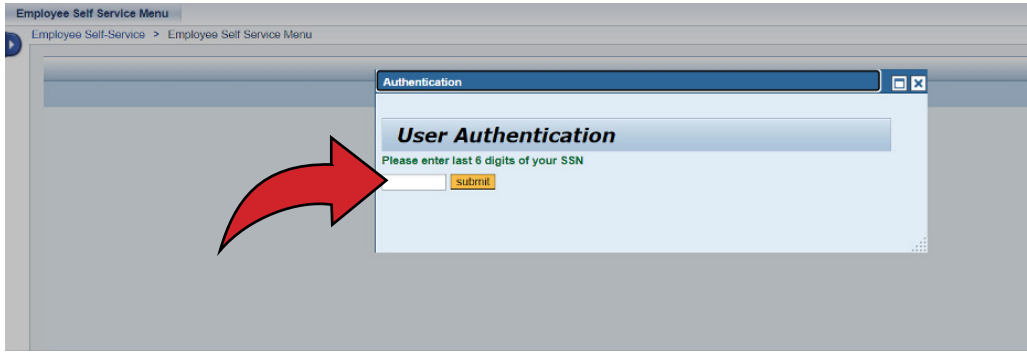 Employee Self Service Menu
Employee Self-Service > Employee Self Service Menu
Authentication
User Authentication
Please enter last 6 digits of your SSN
submit